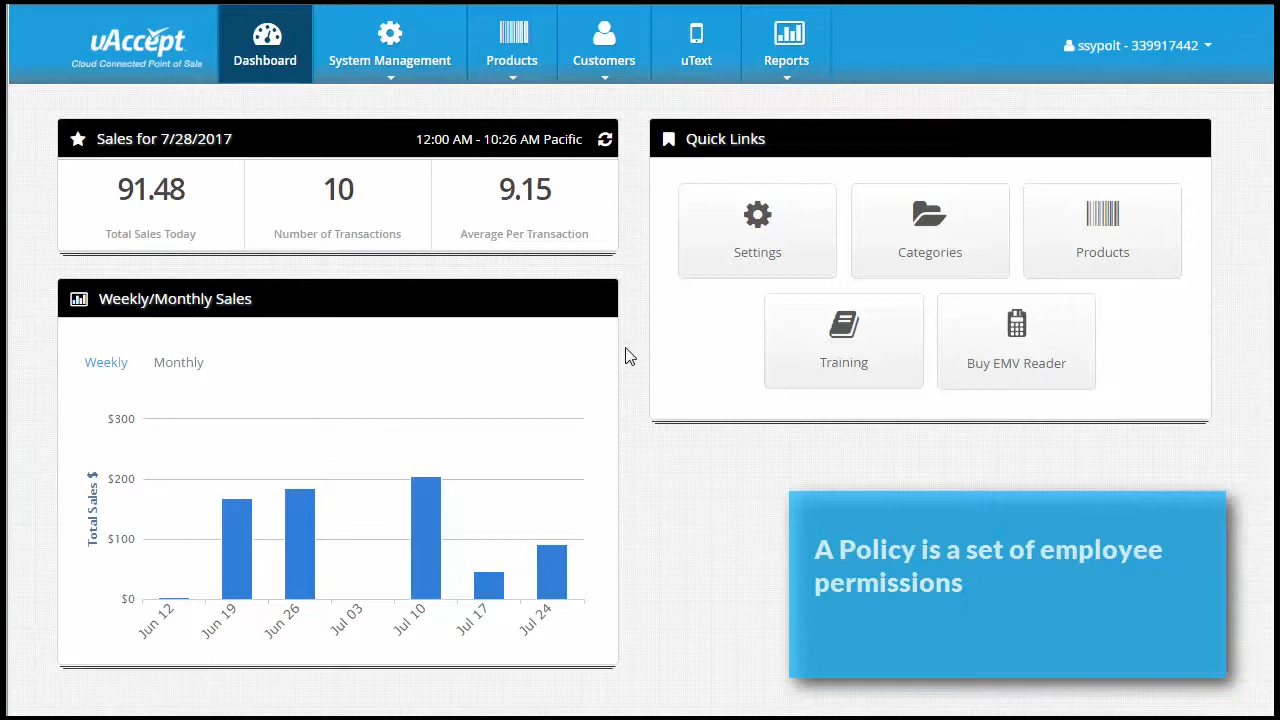 uAccept
Cloud Connected Point of Sale
Dashboard
System Management
Products
Customers
uText
Reports
ssypolt - 339917442
Sales for 7/28/2017
12:00 AM - 10:26 AM Pacific
91.48
10
9.15
Total Sales Today
Number of Transactions
Average Per Transaction
Quick Links
Settings
Categories
Products
Training
Buy EMV Reader
Weekly/Monthly Sales
Weekly
Monthly
Total Sales $
$300
$200
$100
$0
Jun 12
Jun 19
Jun 26
Jul 03
Jul 10
Jul 17
Jul 24
A Policy is a set of employee
permissions